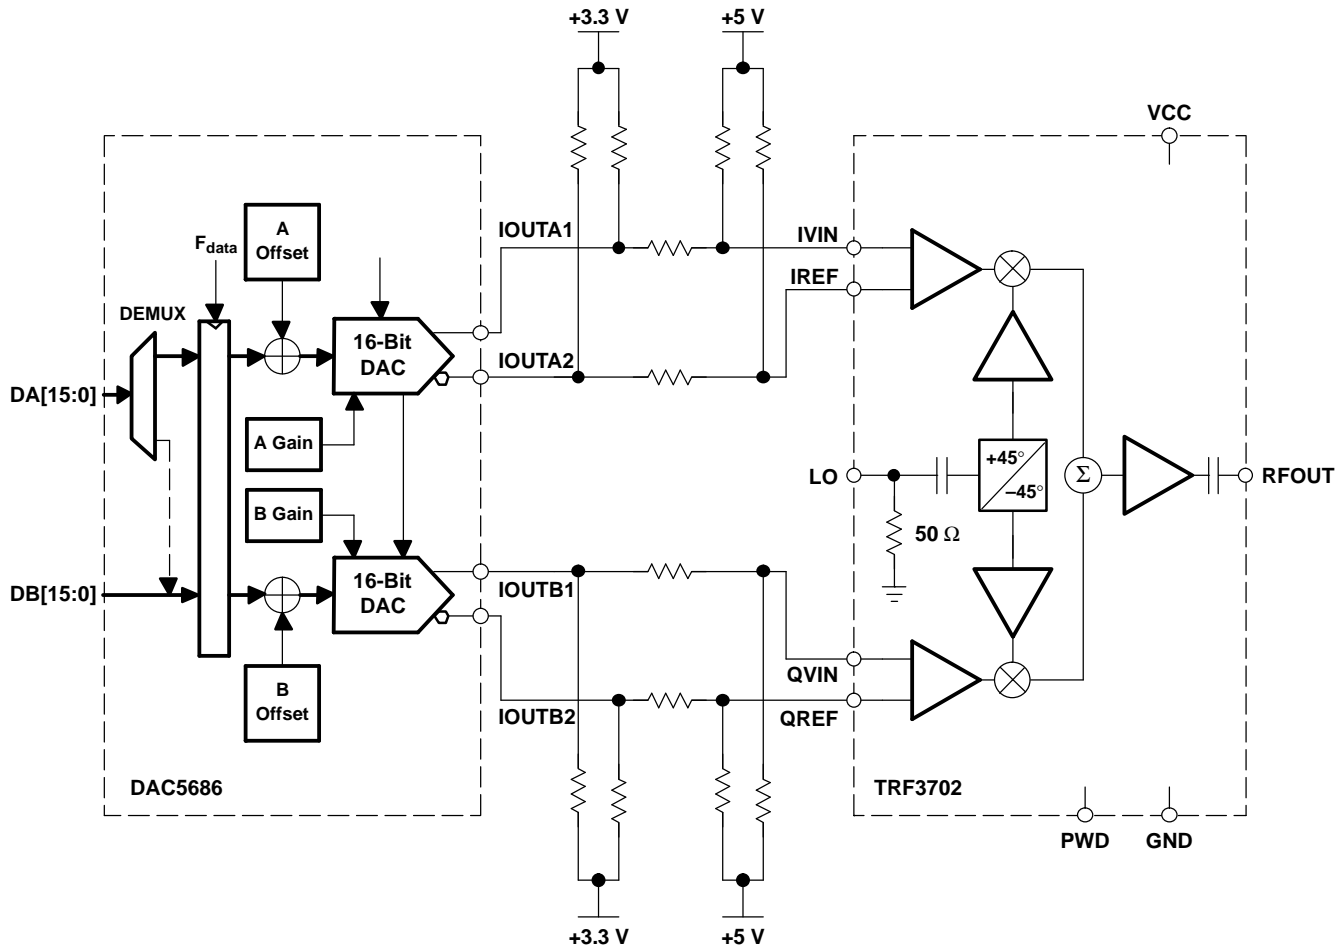 +3.3 V
+5 V
VCC
A
Offset
Fdata
IOUTA1
IVIN
IREF
DEMUX
16-Bit
DAC
IOUTA2
DA[15:0]
A Gain
+45°
–45°
LO
Σ
RFOUT
B Gain
50 Ω
16-Bit
DAC
DB[15:0]
IOUTB1
QVIN
B
Offset
IOUTB2
QREF
DAC5686
TRF3702
PWD
GND
+3.3 V
+5 V